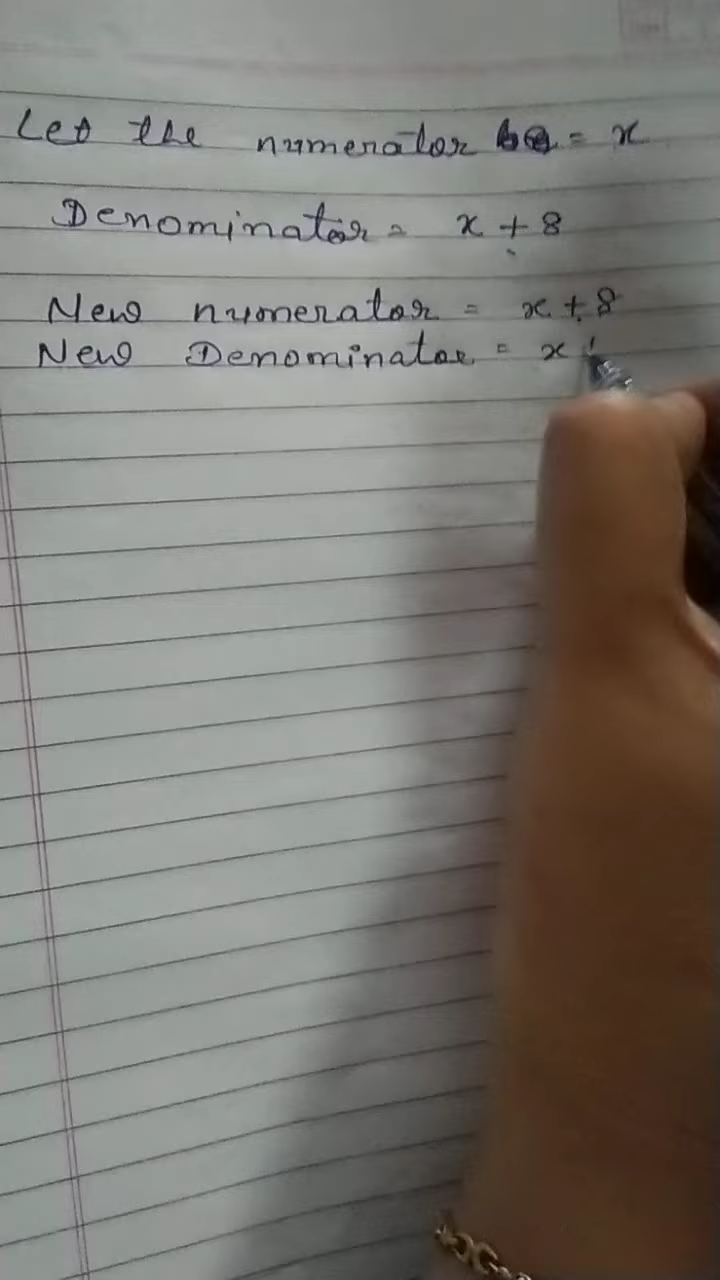 Let the numerator = x
Denominator = x + 8
New numerator = x + 8
New Denominator = x